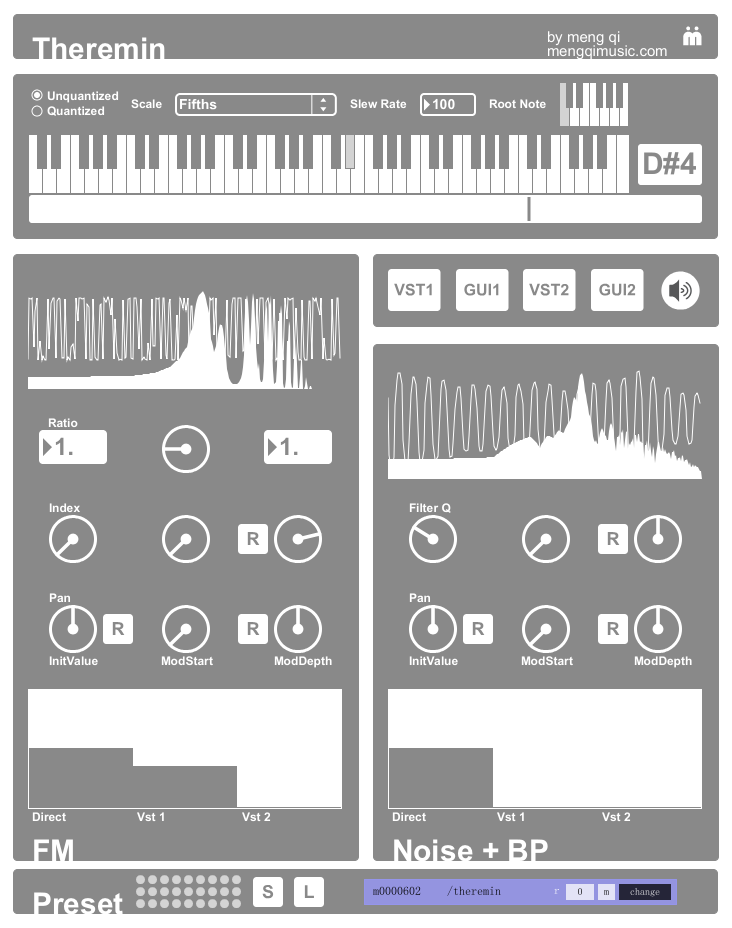 Theremin
by meng qi
mengqimusic.com
Unquantized
Quantized
Scale
Fifths
Slew Rate
100
Root Note
D#4
VST1
GUI1
VST2
GUI2
Ratio
1.
1.
Index
R
Pan
R
R
InitValue
ModStart
ModDepth
Direct
Vst 1
Vst 2
FM
Filter Q
R
Pan
R
R
InitValue
ModStart
ModDepth
Direct
Vst 1
Vst 2
Noise + BP
Preset
S
L
m0000602 /theremin r 0 m change